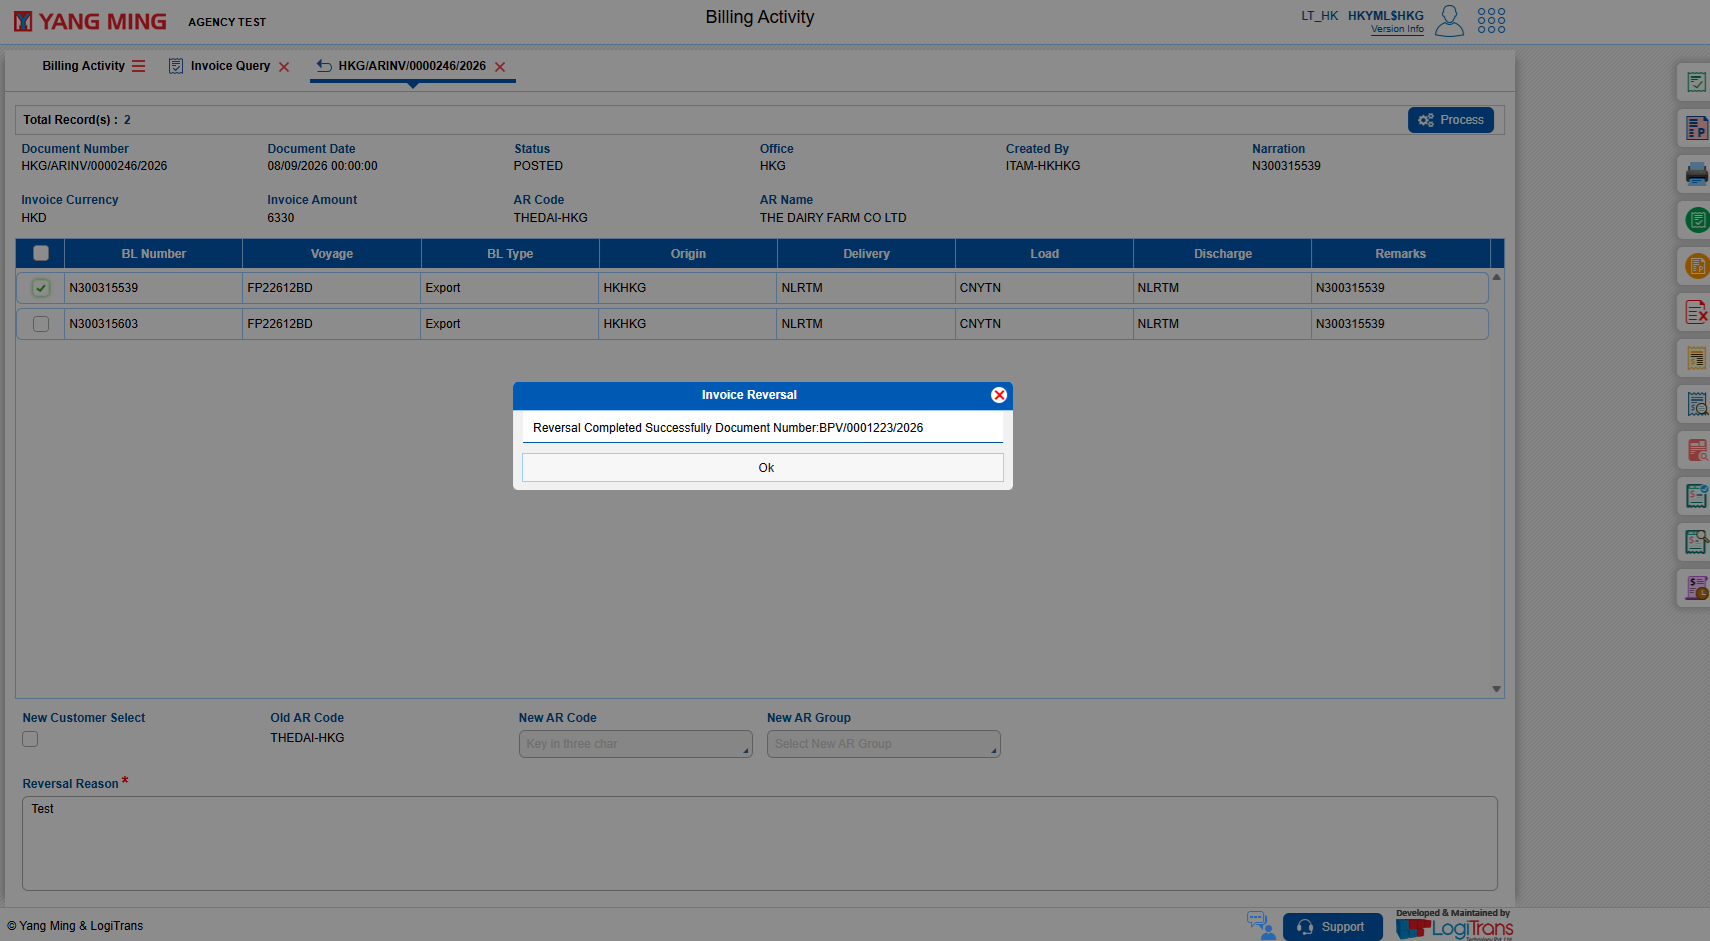 YANG MING AGENCY TEST
Billing Activity
LT_HK HKYML$HKG
Version Info
Billing Activity
Invoice Query
HKG/ARINV/0000246/2026
Total Record(s) : 2
Process
Document Number Document Date Status Office Created By Narration
HKG/ARINV/0000246/2026 08/09/2026 00:00:00 POSTED HKG ITAM-HKHKG N300315539
Invoice Currency Invoice Amount AR Code AR Name
HKD 6330 THEDAI-HKG THE DAIRY FARM CO LTD
BL Number Voyage BL Type Origin Delivery Load Discharge Remarks
N300315539 FP22612BD Export HKHKG NLRTM CNYTN NLRTM N300315539
N300315603 FP22612BD Export HKHKG NLRTM CNYTN NLRTM N300315539
Invoice Reversal
Reversal Completed Successfully Document Number:BPV/0001223/2026
Ok
New Customer Select Old AR Code New AR Code New AR Group
THEDAI-HKG Key in three char Select New AR Group
Reversal Reason *
Test
© Yang Ming & LogiTrans
Support
Developed & Maintained by
LogiTrans